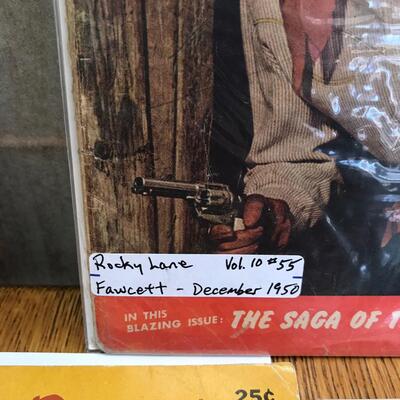 Rocky Lane Vol. 10 #55
Fawcett - December 1950
IN THIS
BLAZING ISSUE: THE SAGA OF
25¢